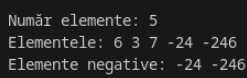 Număr elemente: 5
Elementele: 6 3 7 -24 -246
Elemente negative: -24 -246